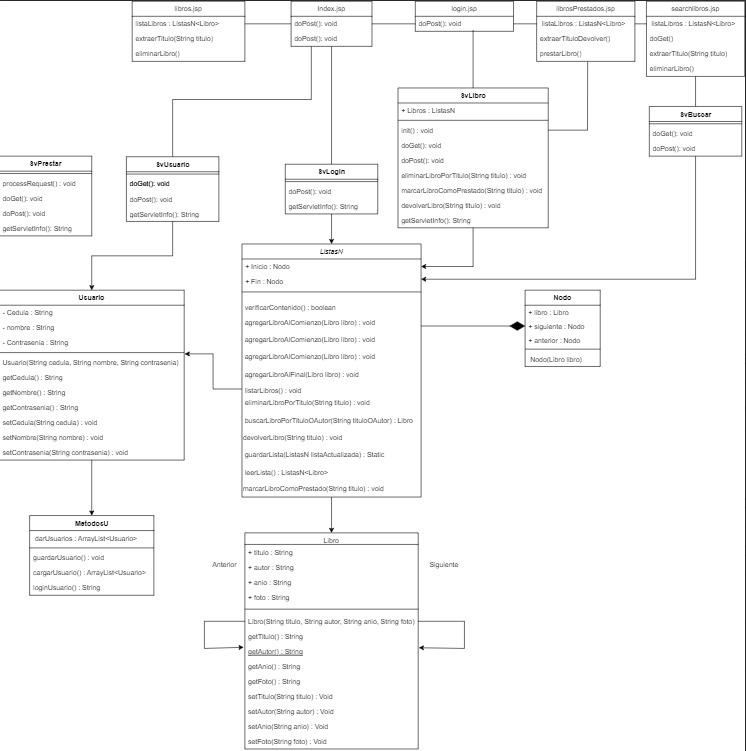 libros.jsp
listaLibros : ListasN<Libro>
extraerTitulo(String titulo)
eliminarLibro()
Index.jsp
doPost(): void
doPost(): void
login.jsp
doPost(): void
librosPrestados.jsp
listaLibros : ListasN<Libro>
extraerTituloDevolver()
prestarLibro()
searchlibros.jsp
listaLibros : ListasN<Libro>
doGet()
extraerTitulo(String titulo)
eliminarLibro()
SvLibro
+ Libros : ListasN
init() : void
doGet(): void
doPost(): void
eliminarLibroPorTitulo(String titulo) : void
marcarLibroComoPrestado(String titulo) : void
devolverLibro(String titulo) : void
getServletInfo(): String
SvBuscar
doGet(): void
doPost(): void
SvPrestar
processRequest() : void
doGet(): void
doPost(): void
getServletInfo(): String
SvUsuario
doGet(): void
doPost(): void
getServletInfo(): String
SvLogin
doPost(): void
getServletInfo(): String
ListasN
+ Inicio : Nodo
+ Fin : Nodo
verificarContenido() : boolean
agregarLibroAlComienzo(Libro libro) : void
agregarLibroAlComienzo(Libro libro) : void
agregarLibroAlComienzo(Libro libro) : void
agregarLibroAlFinal(Libro libro) : void
listarLibros() : void
eliminarLibroPorTitulo(String titulo) : void
buscarLibroPorTituloOAutor(String tituloOAutor) : Libro
devolverLibro(String titulo) : void
guardarLista(ListasN listaActualizada) : Static
leerLista() : ListasN<Libro>
marcarLibroComoPrestado(String titulo) : void
Nodo
+ libro : Libro
+ siguiente : Nodo
+ anterior : Nodo
Nodo(Libro libro)
Usuario
- Cedula : String
- nombre : String
- Contrasenia : String
Usuario(String cedula, String nombre, String contrasenia)
getCedula() : String
getNombre() : String
getContrasenia() : String
setCedula(String cedula) : void
setNombre(String nombre) : void
setContrasenia(String contrasenia) : void
MetodosU
darUsuarios : ArrayList<Usuario>
guardarUsuario() : void
cargarUsuario() : ArrayList<Usuario>
loginUsuario() : String
Libro
+ titulo : String
+ autor : String
+ anio : String
+ foto : String
Anterior
Siguiente
Libro(String titulo, String autor, String anio, String foto)
getTitulo() : String
getAutor() : String
getAnio() : String
getFoto() : String
setTitulo(String titulo) : Void
setAutor(String autor) : Void
setAnio(String anio) : Void
setFoto(String foto) : Void